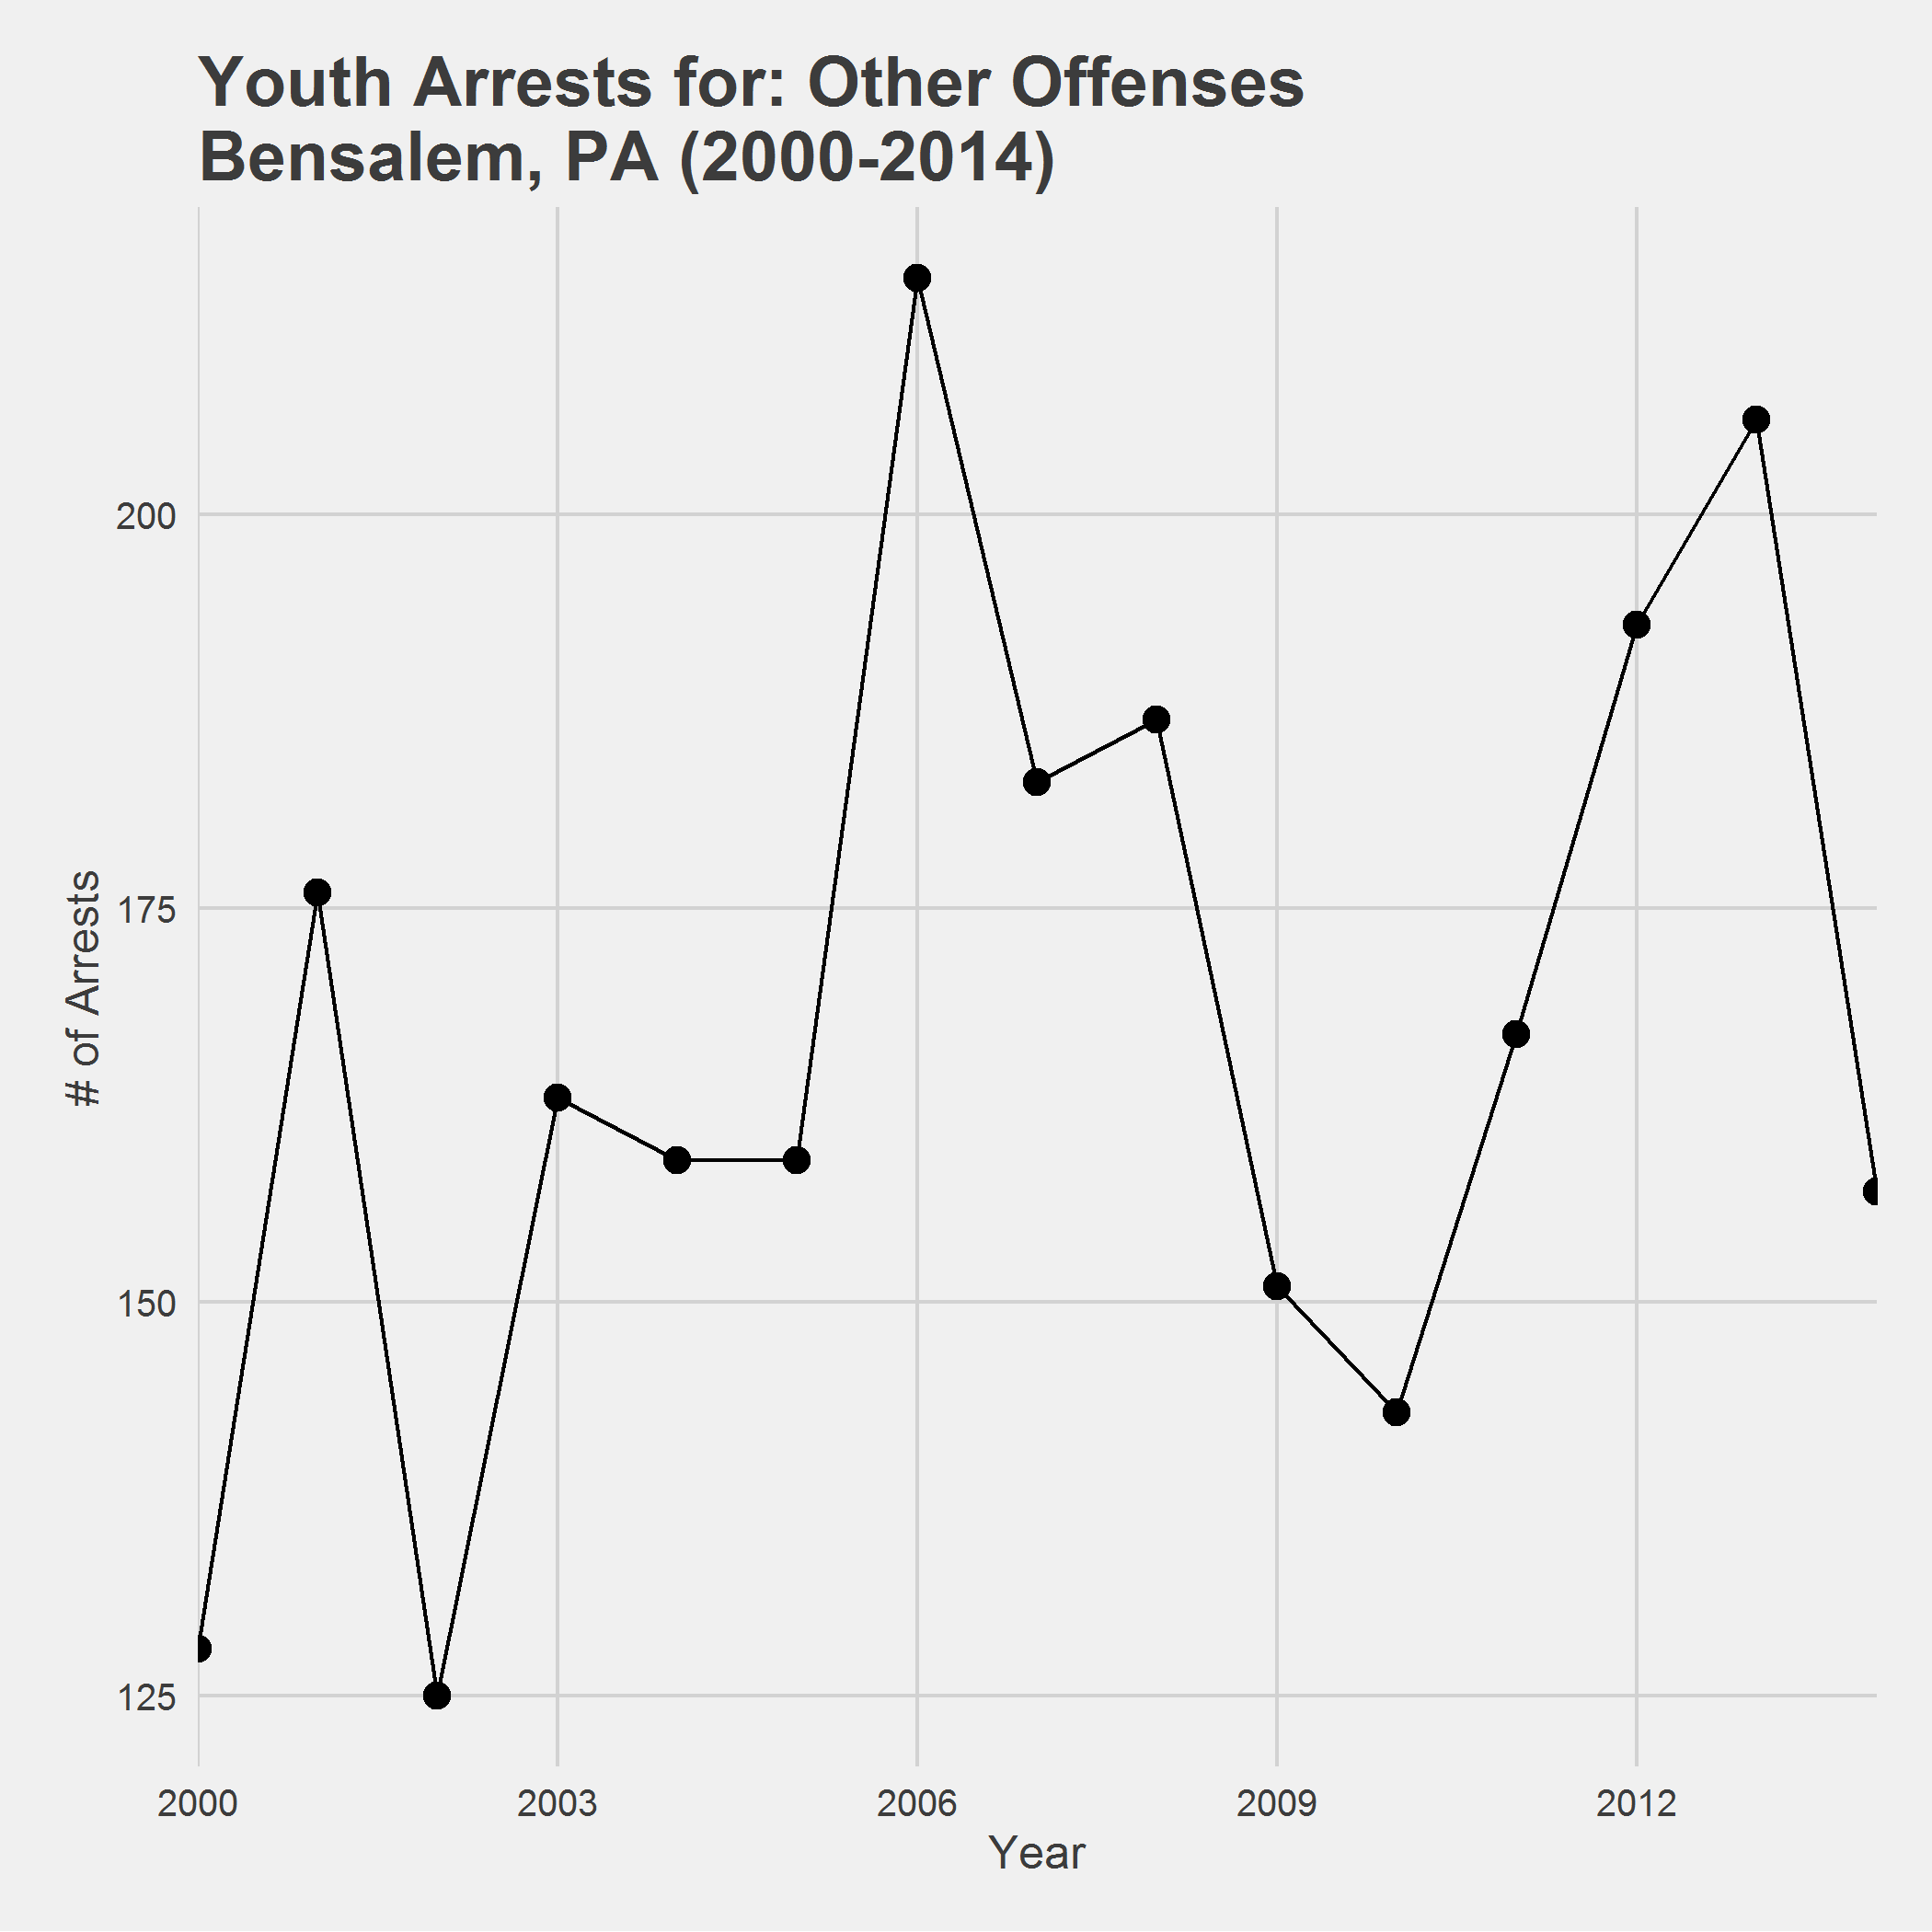 Youth Arrests for: Other Offenses
Bensalem, PA (2000-2014)
# of Arrests
200
175
150
125
2000 2003 2006 2009 2012
Year